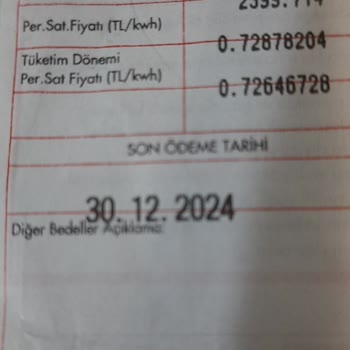 Per.Sat.Fiyatı (TL/kwh)
0.72878204
Tüketim Dönemi
Per.Sat Fiyatı (TL/kwh)
0.72646728
SON ÖDEME TARİHİ
30.12.2024
Diğer Bedeller Açıklama: